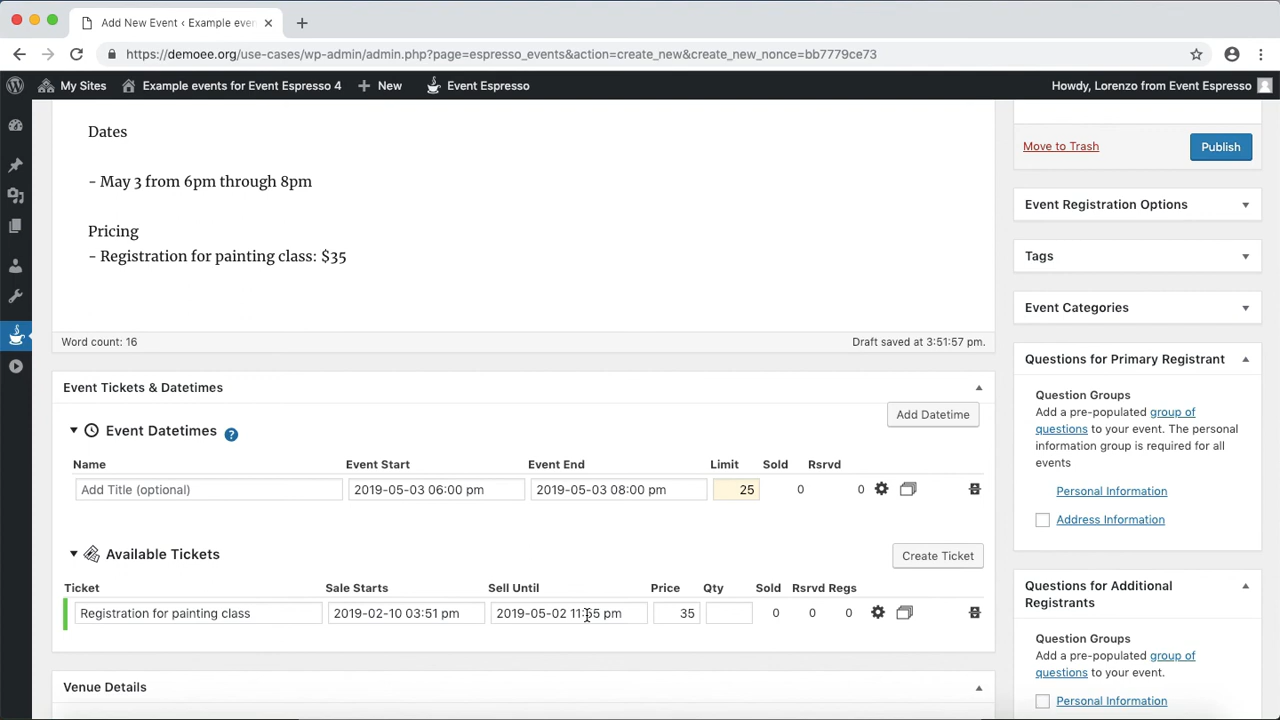 Add New Event ‹ Example even
https://demoee.org/use-cases/wp-admin/admin.php?page=espresso_events&action=create_new&create_new_nonce=bb7779ce73
My Sites Example events for Event Espresso 4 New Event Espresso Howdy, Lorenzo from Event Espresso
Dates
- May 3 from 6pm through 8pm
Pricing
- Registration for painting class: $35
Word count: 16 Draft saved at 3:51:57 pm.
Event Tickets & Datetimes
Add Datetime
Event Datetimes ?
Name Event Start Event End Limit Sold Rsrvd
Add Title (optional) 2019-05-03 06:00 pm 2019-05-03 08:00 pm 25 0 0
Available Tickets
Create Ticket
Ticket Sale Starts Sell Until Price Qty Sold Rsrvd Regs
Registration for painting class 2019-02-10 03:51 pm 2019-05-02 11:55 pm 35 0 0 0
Venue Details
Move to Trash Publish
Event Registration Options
Tags
Event Categories
Questions for Primary Registrant
Question Groups
Add a pre-populated group of
questions to your event. The personal
information group is required for all
events
Personal Information
Address Information
Questions for Additional
Registrants
Question Groups
Add a pre-populated group of
questions to your event.
Personal Information